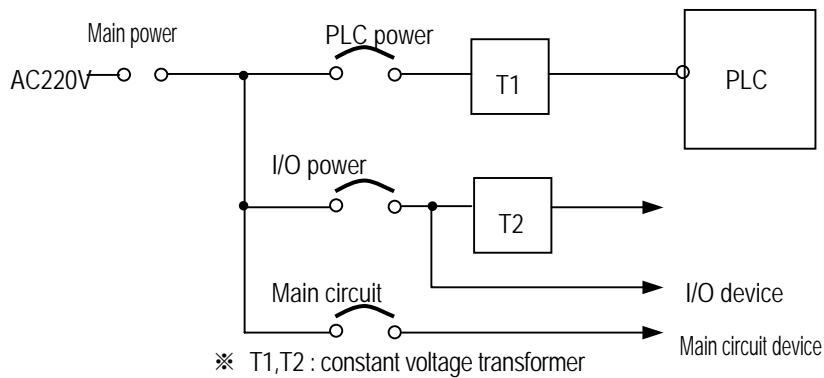 Main power
PLC power
AC220V
T1
PLC
I/O power
T2
I/O device
Main circuit
Main circuit device
※ T1,T2 : constant voltage transformer